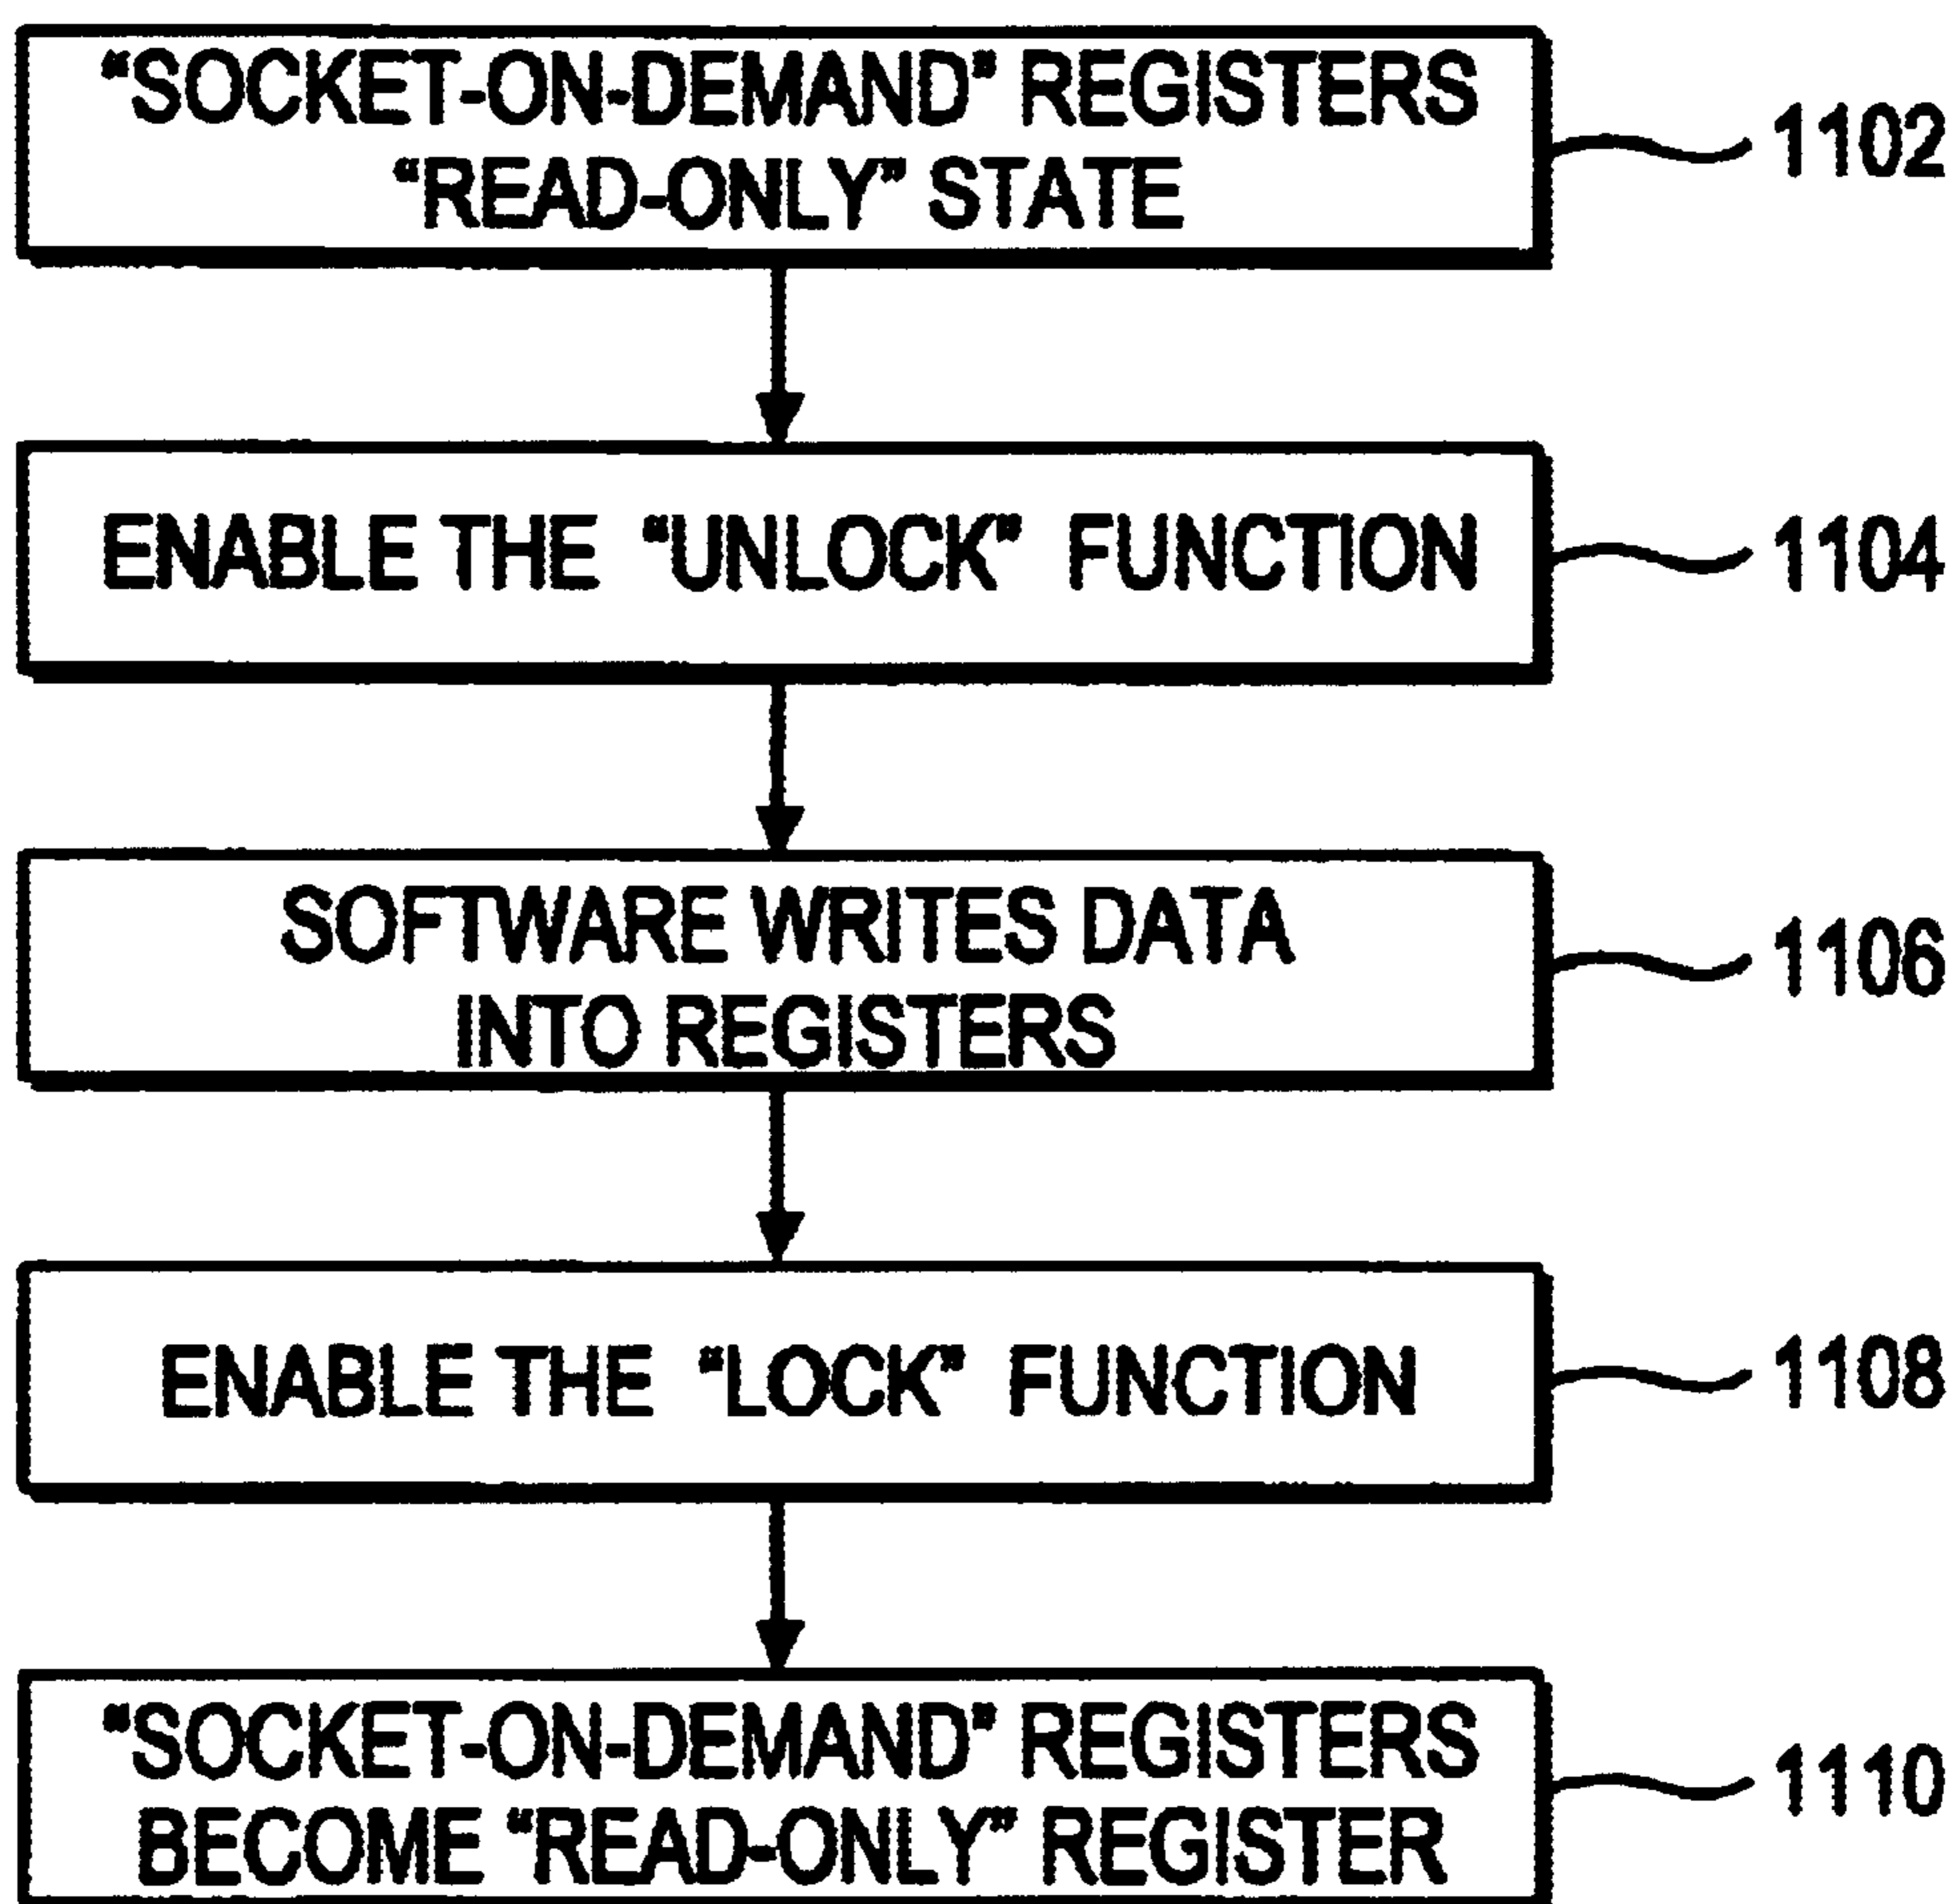 "SOCKET-ON-DEMAND" REGISTERS
"READ-ONLY" STATE
1102
ENABLE THE "UNLOCK" FUNCTION
1104
SOFTWARE WRITES DATA
INTO REGISTERS
1106
ENABLE THE "LOCK" FUNCTION
1108
"SOCKET-ON-DEMAND" REGISTERS
BECOME "READ-ONLY" REGISTER
1110